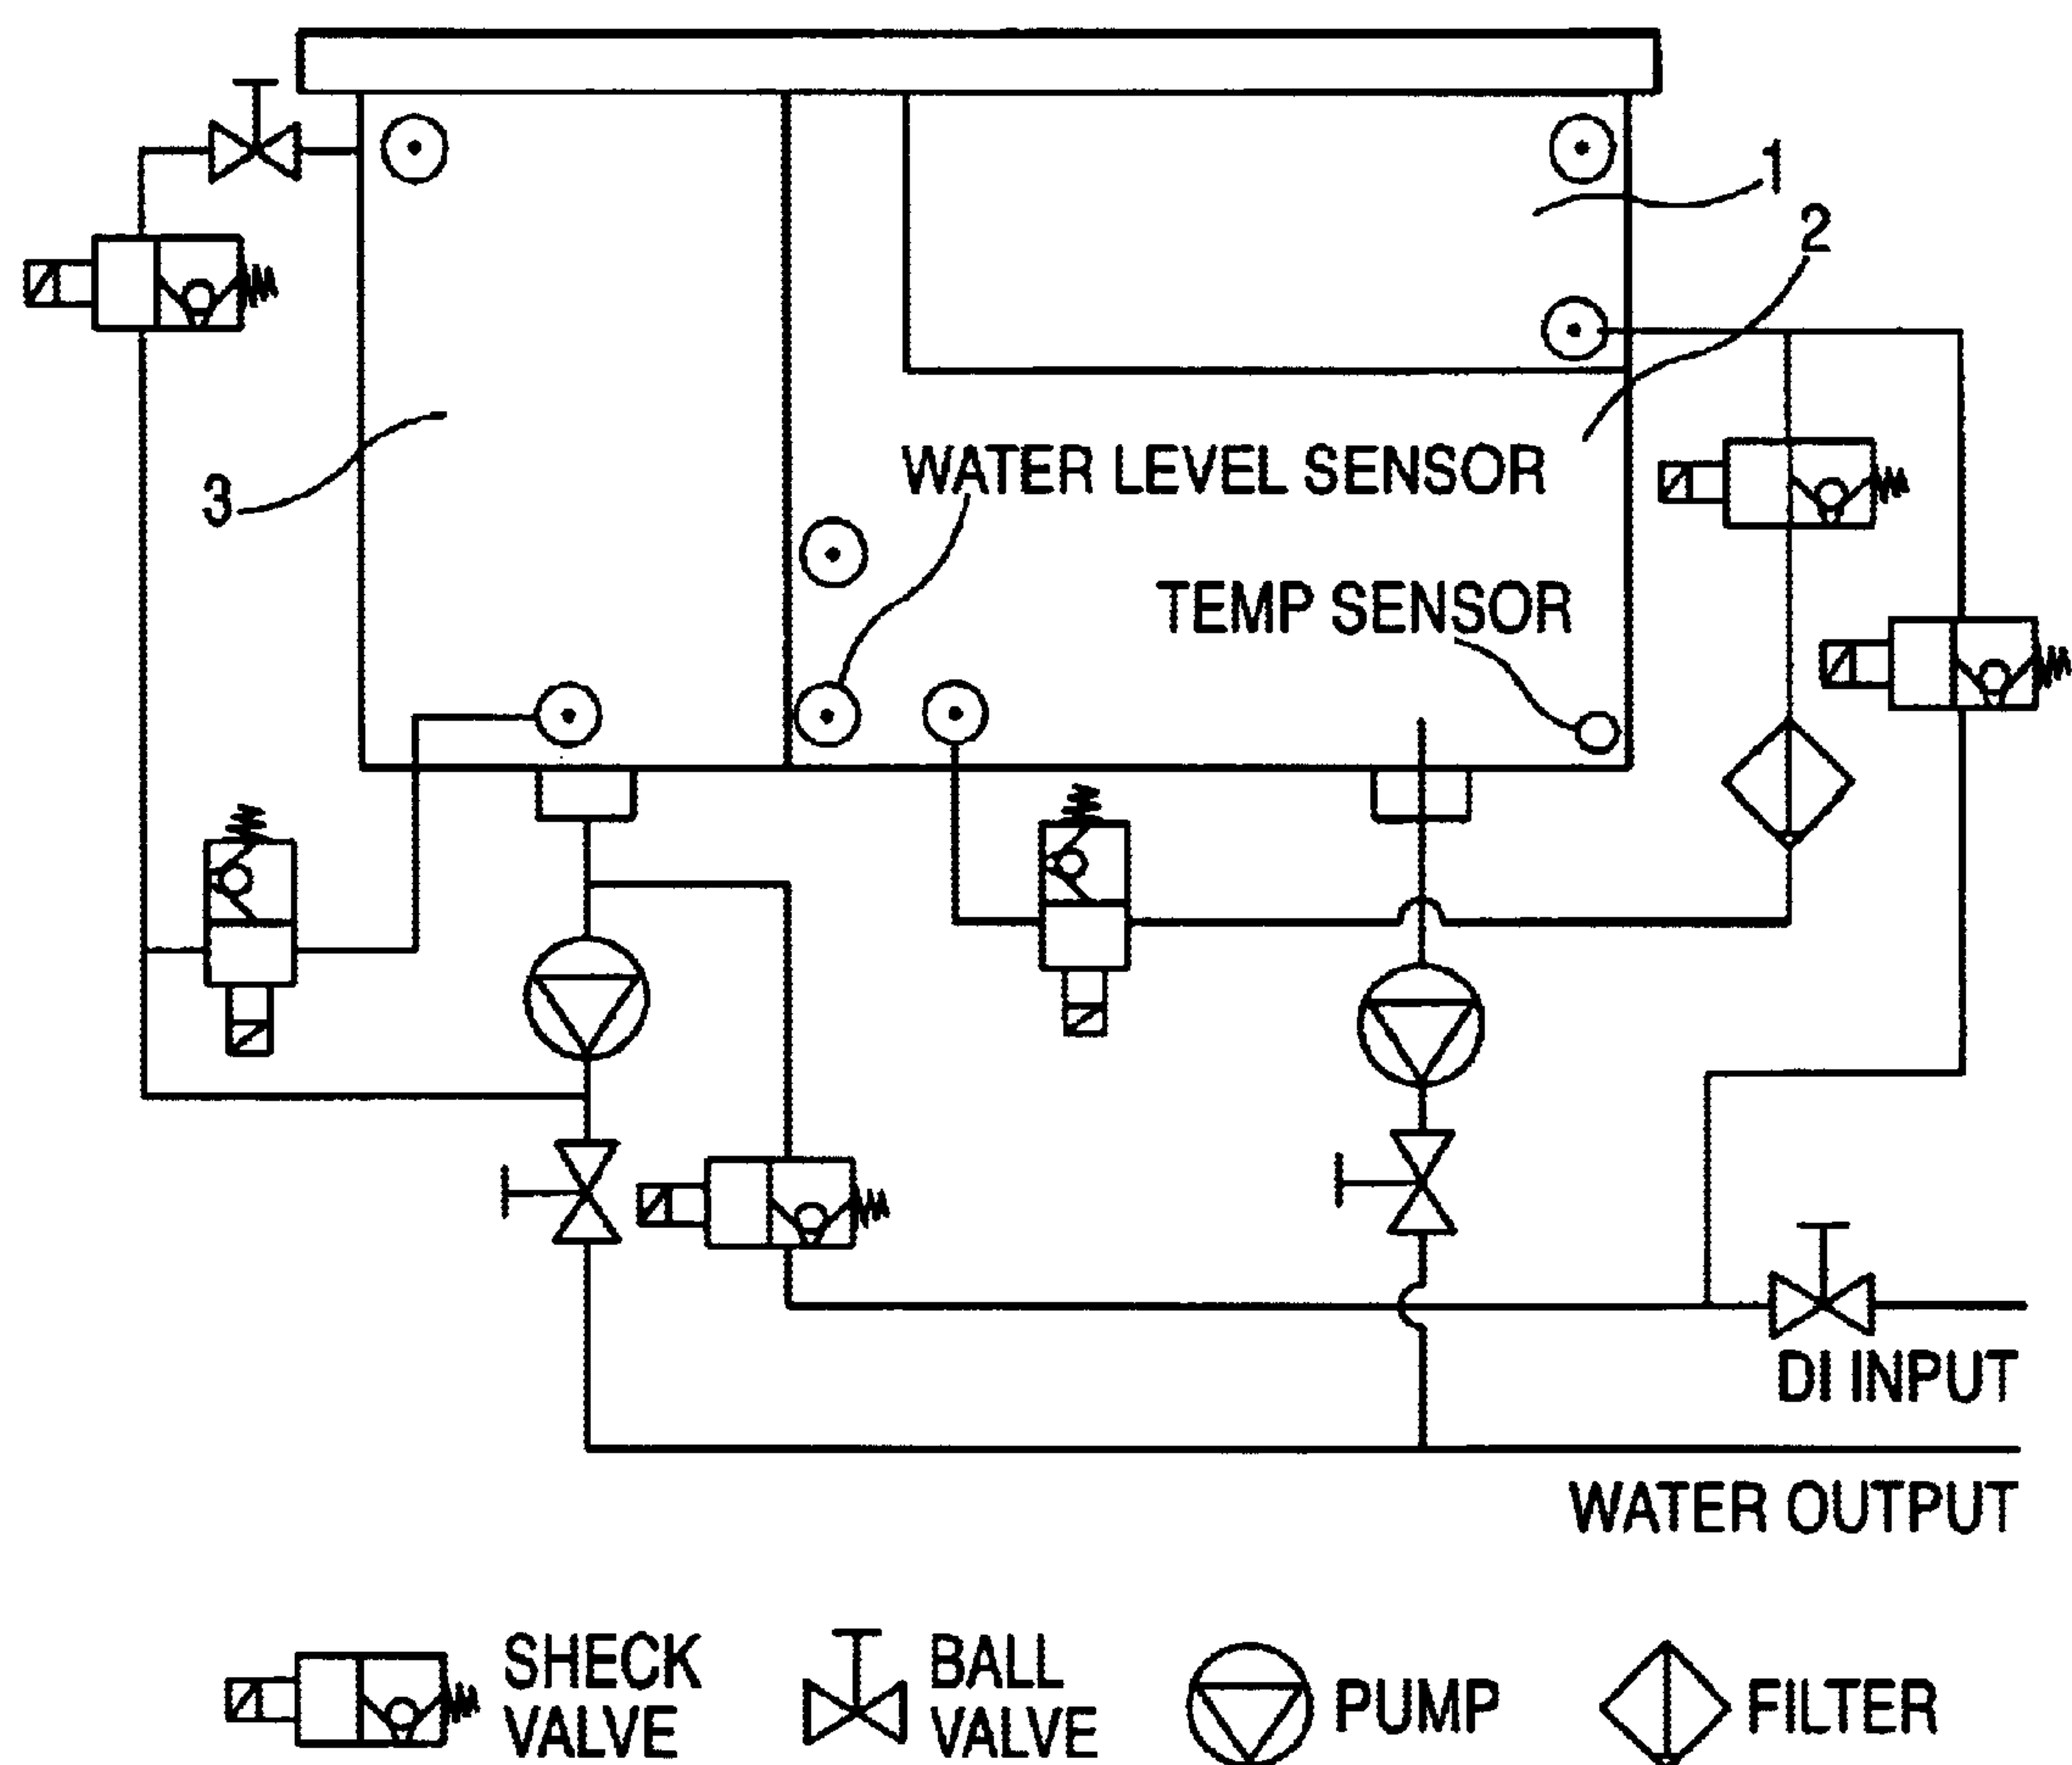 1
2
3
WATER LEVEL SENSOR
TEMP SENSOR
DI INPUT
WATER OUTPUT
SHECK
VALVE
BALL
VALVE
PUMP
FILTER